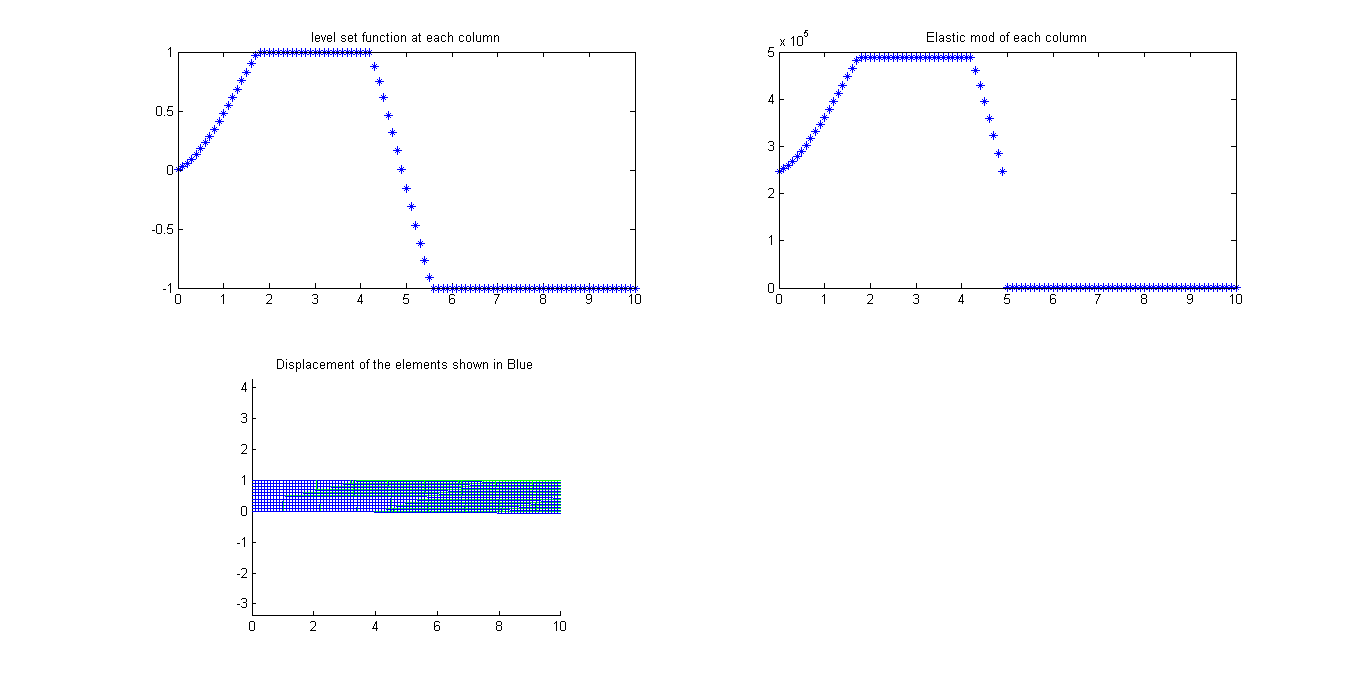 level set function at each column
1
0.5
0
-0.5
-1
0 1 2 3 4 5 6 7 8 9 10
Elastic mod of each column
x 10^5
5
4
3
2
1
0
0 1 2 3 4 5 6 7 8 9 10
Displacement of the elements shown in Blue
4
3
2
1
0
-1
-2
-3
0 2 4 6 8 10